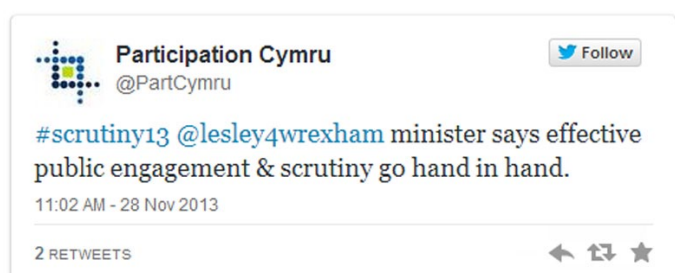 Participation Cymru
Follow
@PartCymru
#scrutiny13 @lesley4wrexham minister says effective
public engagement & scrutiny go hand in hand.
11:02 AM - 28 Nov 2013
2 RETWEETS